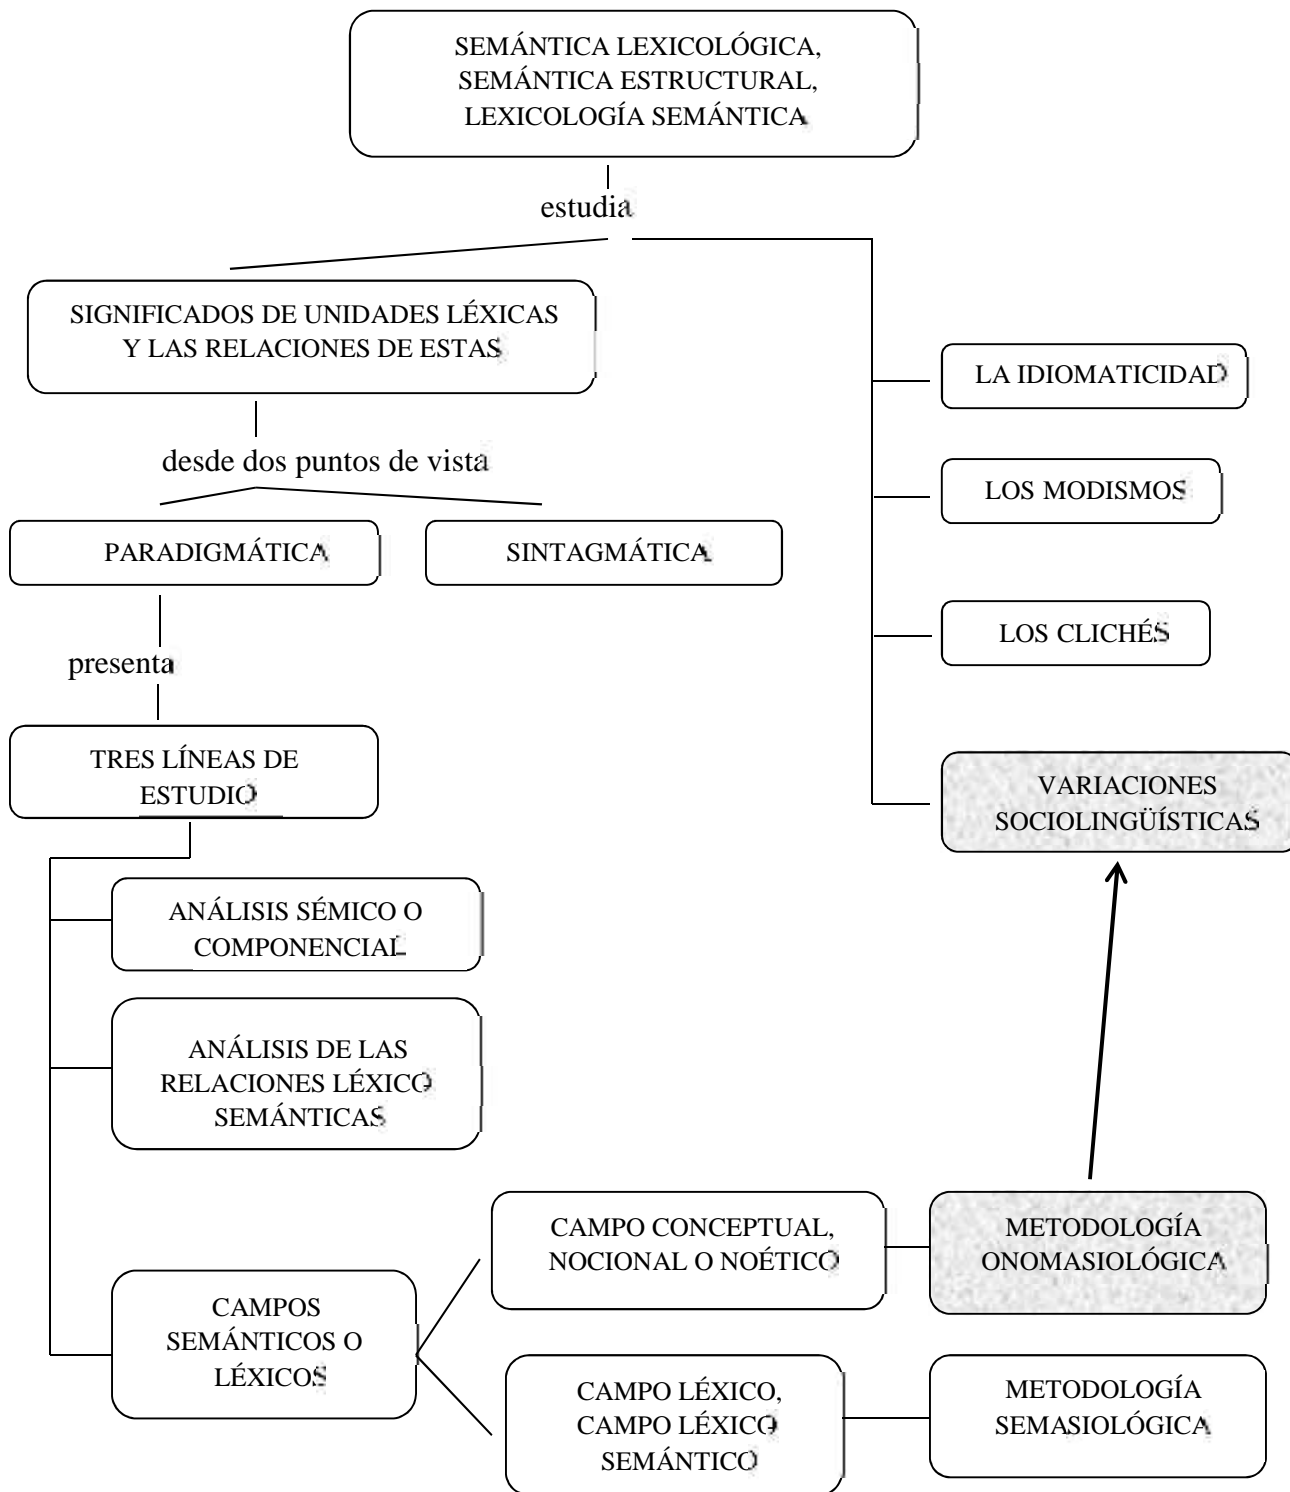 SEMÁNTICA LEXICOLÓGICA,
SEMÁNTICA ESTRUCTURAL,
LEXICOLOGÍA SEMÁNTICA
estudia
SIGNIFICADOS DE UNIDADES LÉXICAS
Y LAS RELACIONES DE ESTAS
desde dos puntos de vista
PARADIGMÁTICA
SINTAGMÁTICA
presenta
TRES LÍNEAS DE
ESTUDIO
ANÁLISIS SÉMICO O
COMPONENCIAL
ANÁLISIS DE LAS
RELACIONES LÉXICO
SEMÁNTICAS
CAMPOS
SEMÁNTICOS O
LÉXICOS
CAMPO CONCEPTUAL,
NOCIONAL O NOÉTICO
METODOLOGÍA
ONOMASIOLÓGICA
CAMPO LÉXICO,
CAMPO LÉXICO
SEMÁNTICO
METODOLOGÍA
SEMASIOLÓGICA
LA IDIOMATICIDAD
LOS MODISMOS
LOS CLICHÉS
VARIACIONES
SOCIOLINGÜÍSTICAS